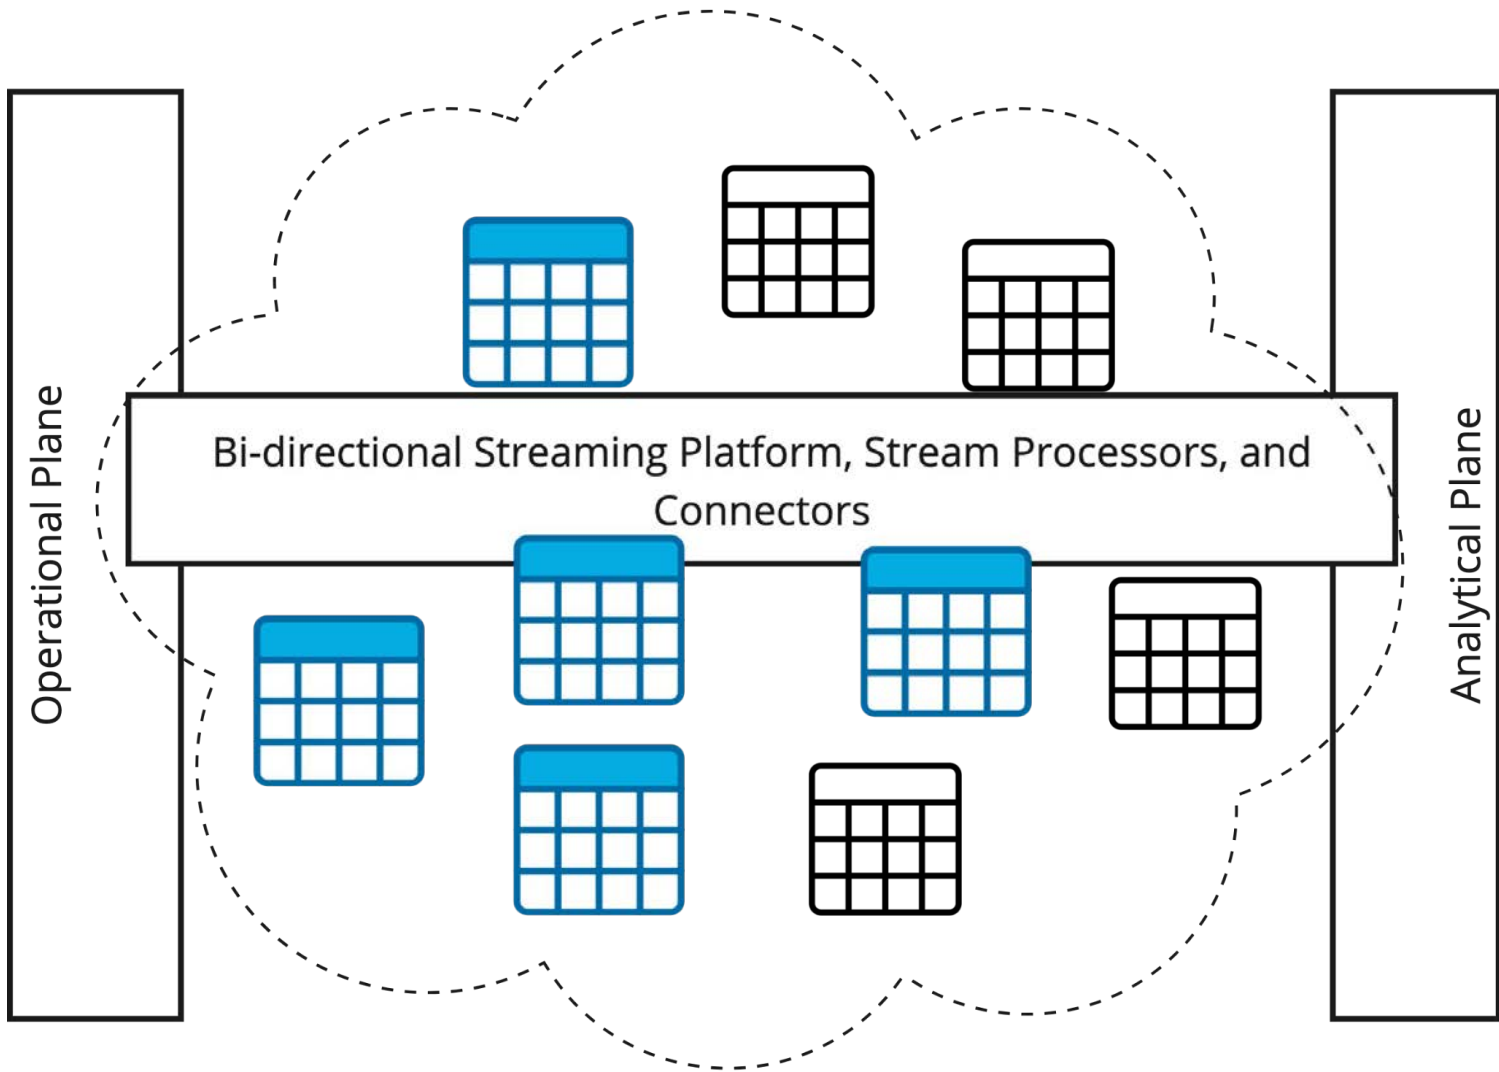 Operational Plane
Bi-directional Streaming Platform, Stream Processors, and
Connectors
Analytical Plane